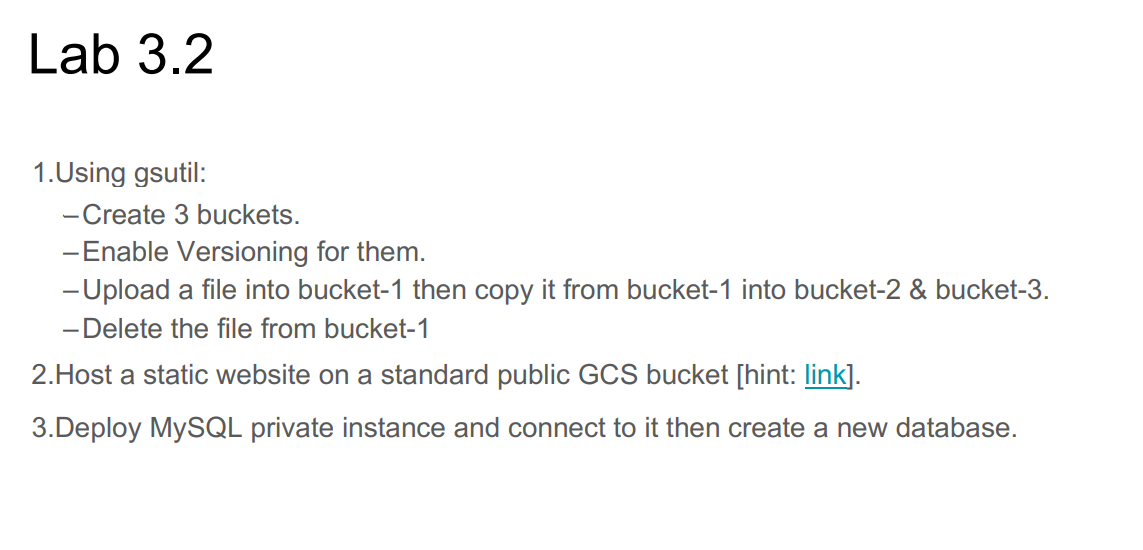 Lab 3.2
1.Using gsutil:
–Create 3 buckets.
–Enable Versioning for them.
–Upload a file into bucket-1 then copy it from bucket-1 into bucket-2 & bucket-3.
–Delete the file from bucket-1
2.Host a static website on a standard public GCS bucket [hint: link].
3.Deploy MySQL private instance and connect to it then create a new database.